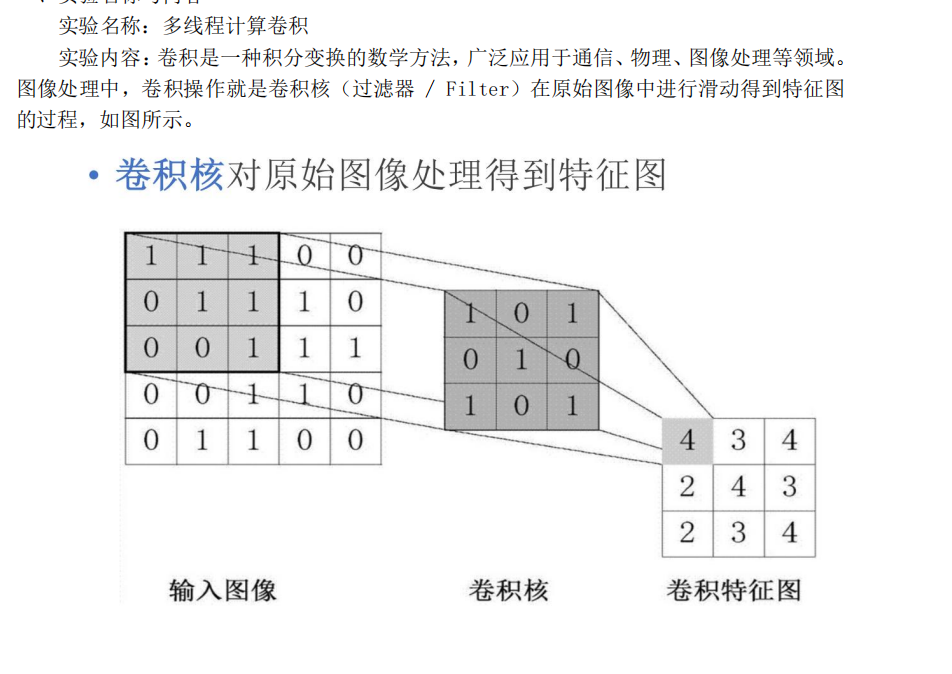 实验名称：多线程计算卷积
实验内容：卷积是一种积分变换的数学方法，广泛应用于通信、物理、图像处理等领域。
图像处理中，卷积操作就是卷积核（过滤器 / Filter）在原始图像中进行滑动得到特征图
的过程，如图所示。
• 卷积核对原始图像处理得到特征图
1 1 1 0 0
0 1 1 1 0
0 0 1 1 1
0 0 1 1 0
0 1 1 0 0
1 0 1
0 1 0
1 0 1
4 3 4
2 4 3
2 3 4
输入图像
卷积核
卷积特征图